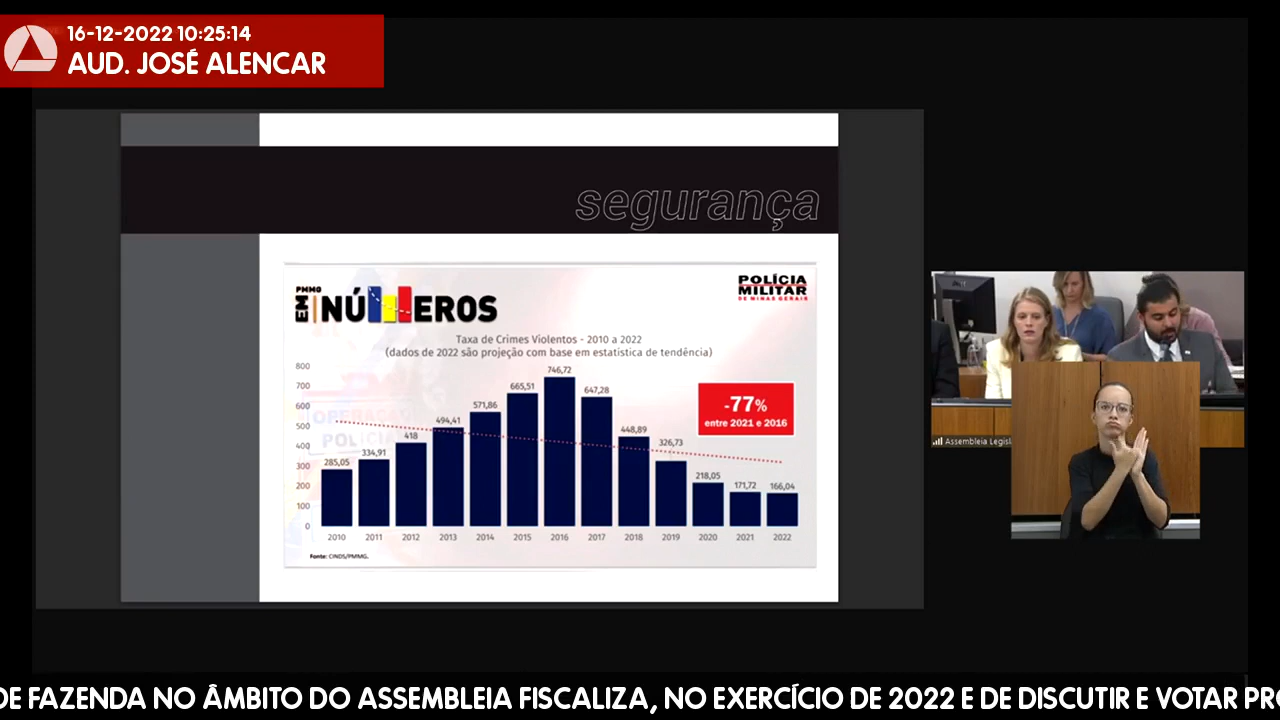 16-12-2022 10:25:14
AUD. JOSÉ ALENCAR
segurança
PMMG
EM
NÚMEROS
POLÍCIA
MILITAR
DE MINAS GERAIS
Taxa de Crimes Violentos - 2010 a 2022
(dados de 2022 são projeção com base em estatística de tendência)
800
700
600
500
400
300
200
100
0
285,05
334,91
418
494,41
571,86
665,51
746,72
647,28
448,89
326,73
218,05
171,72
166,04
-77%
entre 2021 e 2016
OPERAÇÃO
POLÍCIA
2010 2011 2012 2013 2014 2015 2016 2017 2018 2019 2020 2021 2022
Fonte: CINDS/PMMG.
Assembleia Legisl
DE FAZENDA NO ÂMBITO DO ASSEMBLEIA FISCALIZA, NO EXERCÍCIO DE 2022 E DE DISCUTIR E VOTAR PRO